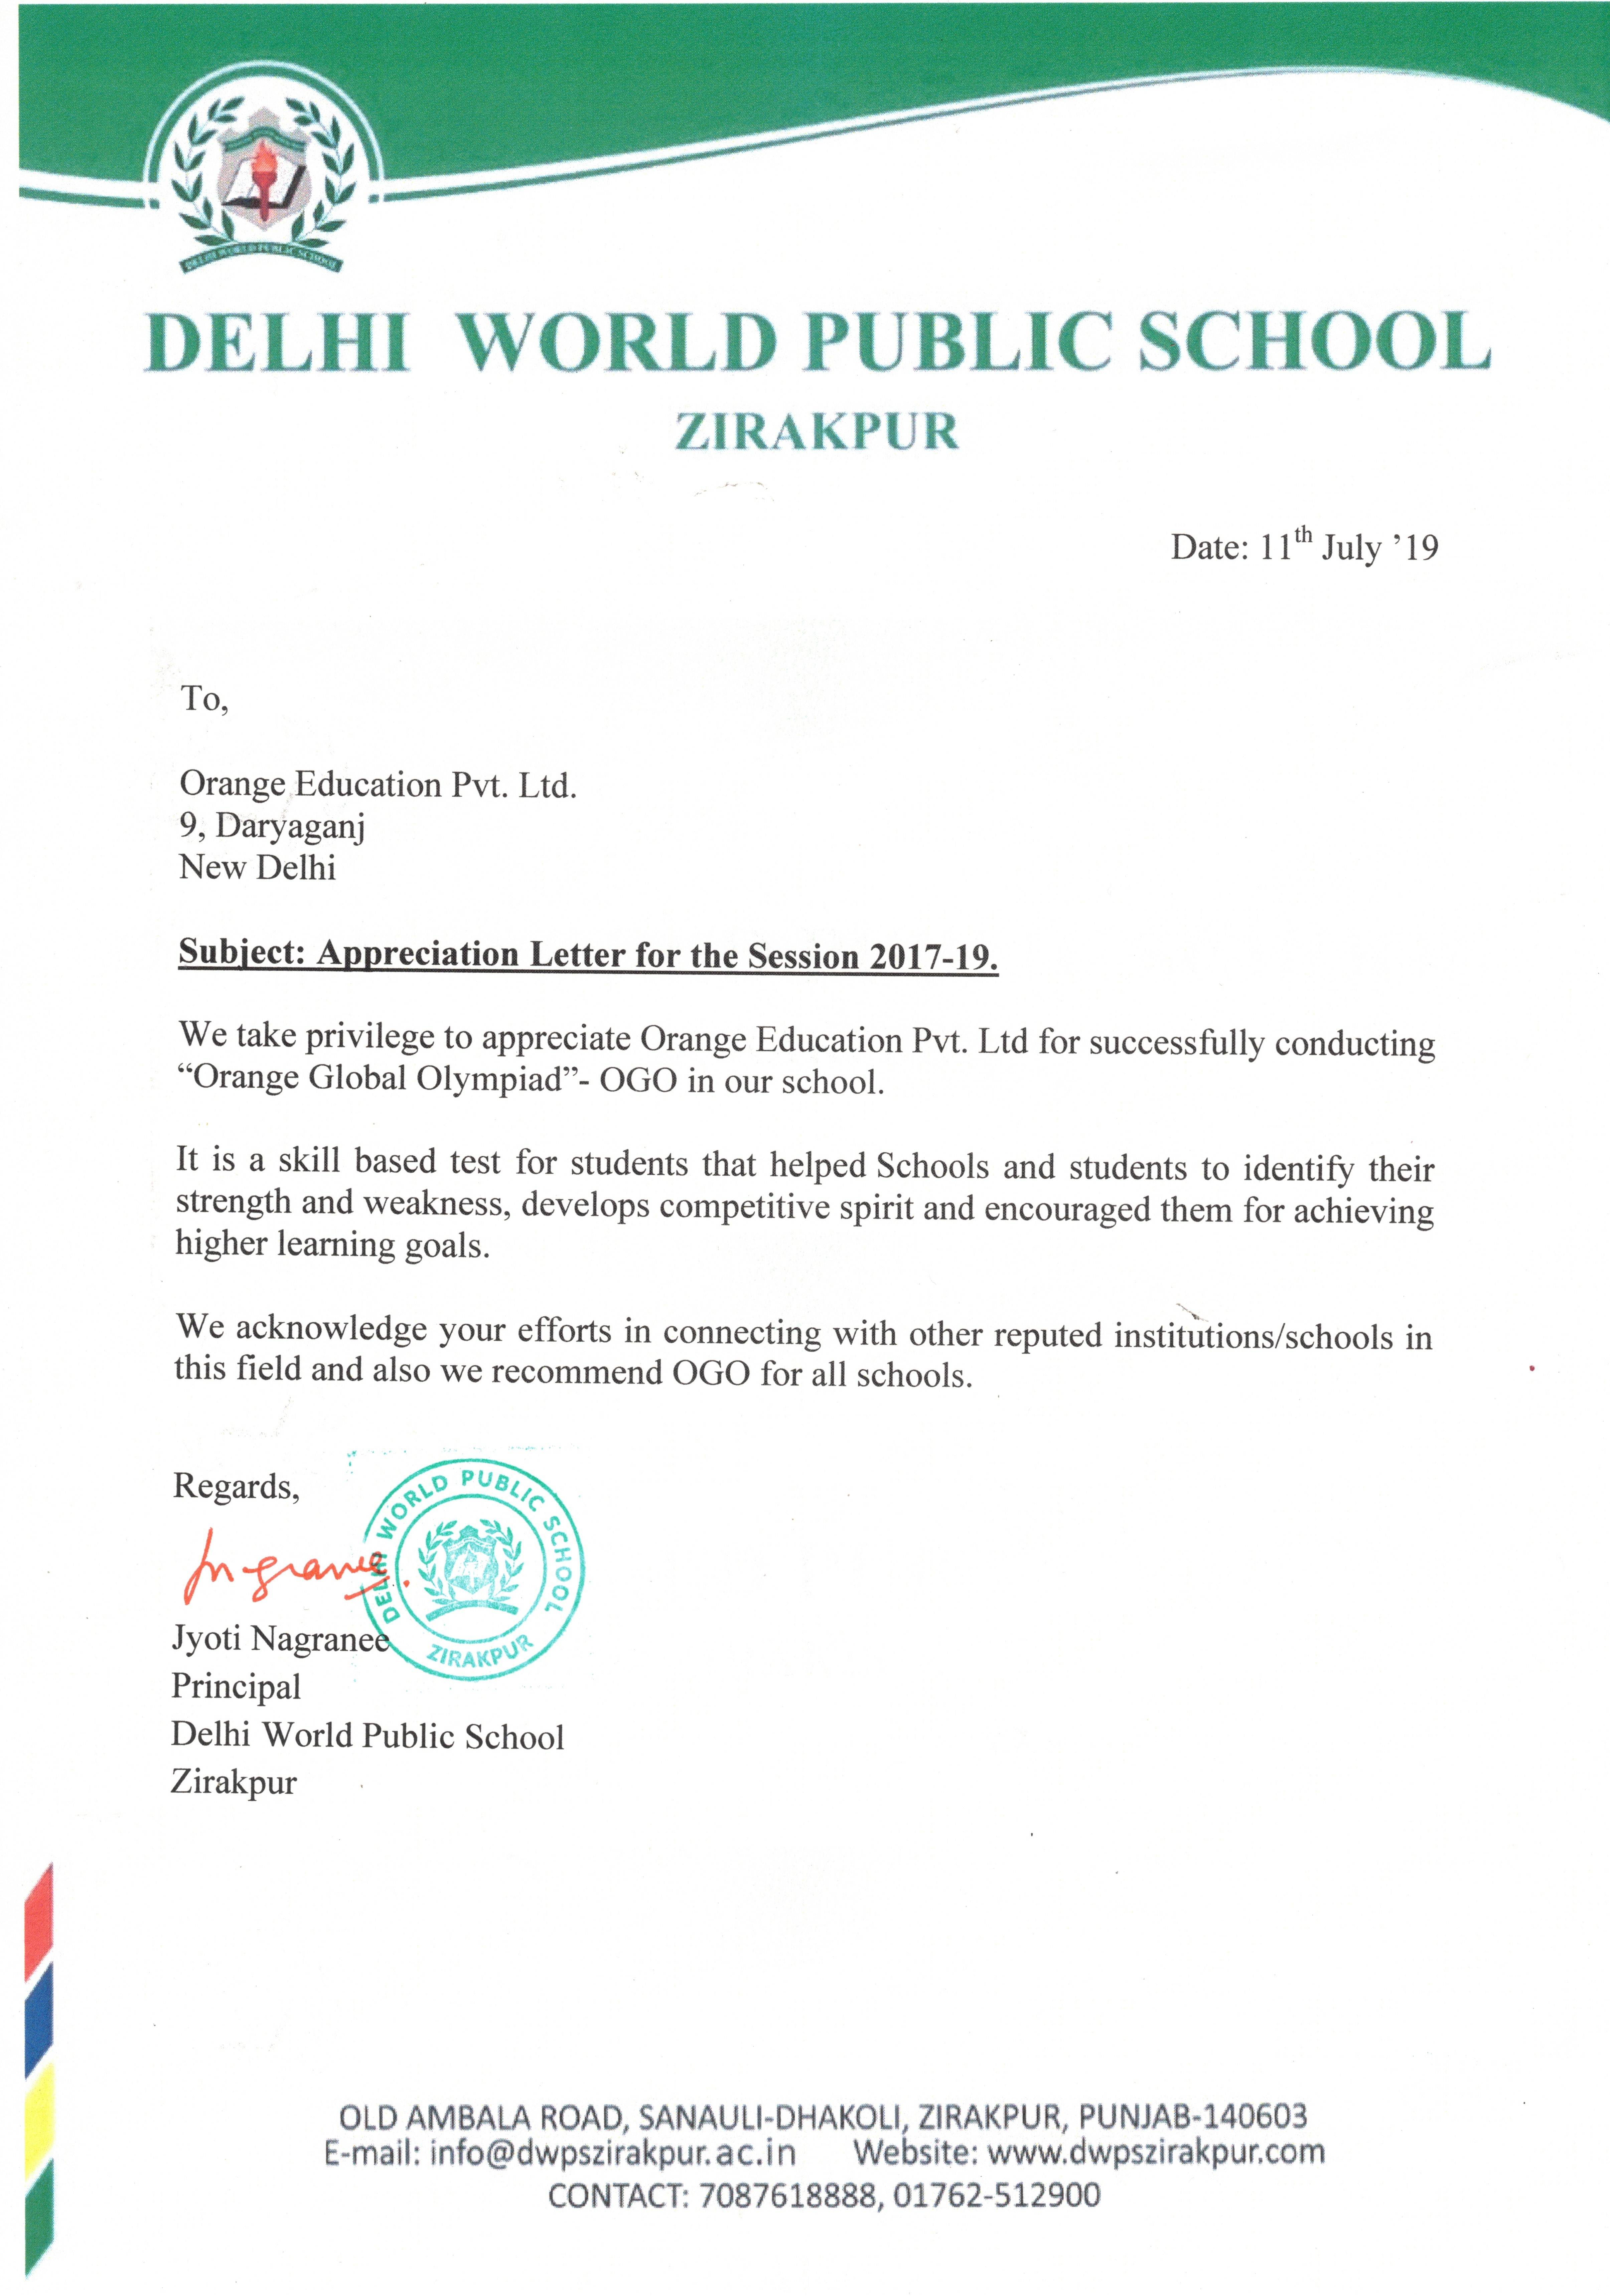 DELHI WORLD PUBLIC SCHOOL
DELHI WORLD PUBLIC SCHOOL
ZIRAKPUR
Date: 11th July ’19
To,
Orange Education Pvt. Ltd.
9, Daryaganj
New Delhi
Subject: Appreciation Letter for the Session 2017-19.
We take privilege to appreciate Orange Education Pvt. Ltd for successfully conducting
“Orange Global Olympiad”- OGO in our school.
It is a skill based test for students that helped Schools and students to identify their
strength and weakness, develops competitive spirit and encouraged them for achieving
higher learning goals.
We acknowledge your efforts in connecting with other reputed institutions/schools in
this field and also we recommend OGO for all schools.
Regards,
DELHI WORLD PUBLIC SCHOOL
ZIRAKPUR
Jyoti Nagranee
Principal
Delhi World Public School
Zirakpur
OLD AMBALA ROAD, SANAULI-DHAKOLI, ZIRAKPUR, PUNJAB-140603
E-mail: info@dwpszirakpur.ac.in Website: www.dwpszirakpur.com
CONTACT: 7087618888, 01762-512900